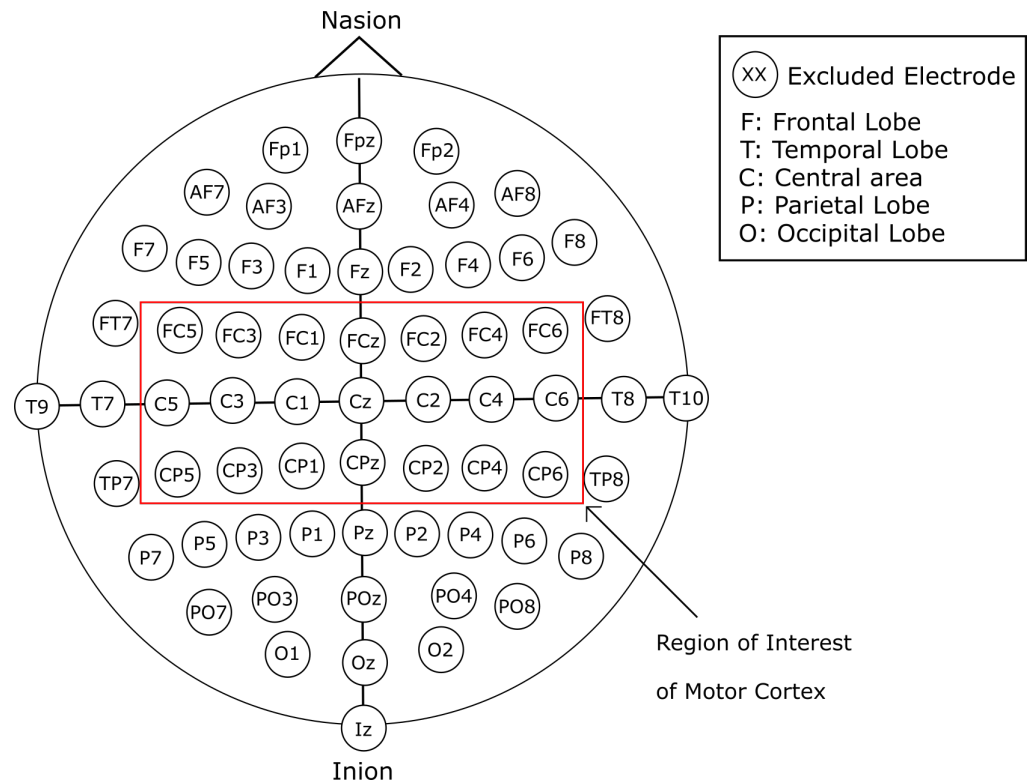 Nasion
XX Excluded Electrode
F: Frontal Lobe
T: Temporal Lobe
C: Central area
P: Parietal Lobe
O: Occipital Lobe
Fp1 Fpz Fp2
AF7 AF3 AFz AF4 AF8
F7 F5 F3 F1 Fz F2 F4 F6 F8
FT7 FC5 FC3 FC1 FCz FC2 FC4 FC6 FT8
T9 T7 C5 C3 C1 Cz C2 C4 C6 T8 T10
TP7 CP5 CP3 CP1 CPz CP2 CP4 CP6 TP8
P7 P5 P3 P1 Pz P2 P4 P6 P8
PO7 PO3 POz PO4 PO8
O1 Oz O2
Iz
Region of Interest
of Motor Cortex
Inion